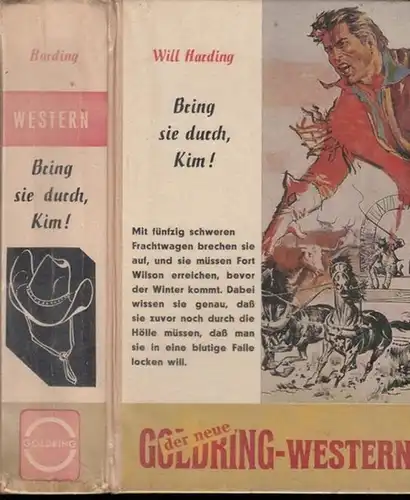 Harding
WESTERN
Bring
sie durch,
Kim!
GOLDRING
Will Harding
Bring
sie durch,
Kim!
Mit fünfzig schweren
Frachtwagen brechen sie
auf, und sie müssen Fort
Wilson erreichen, bevor
der Winter kommt. Dabei
wissen sie genau, daß
sie zuvor noch durch die
Hölle müssen, daß man
sie in eine blutige Falle
locken will.
der neue
GOLDRING-WESTERN